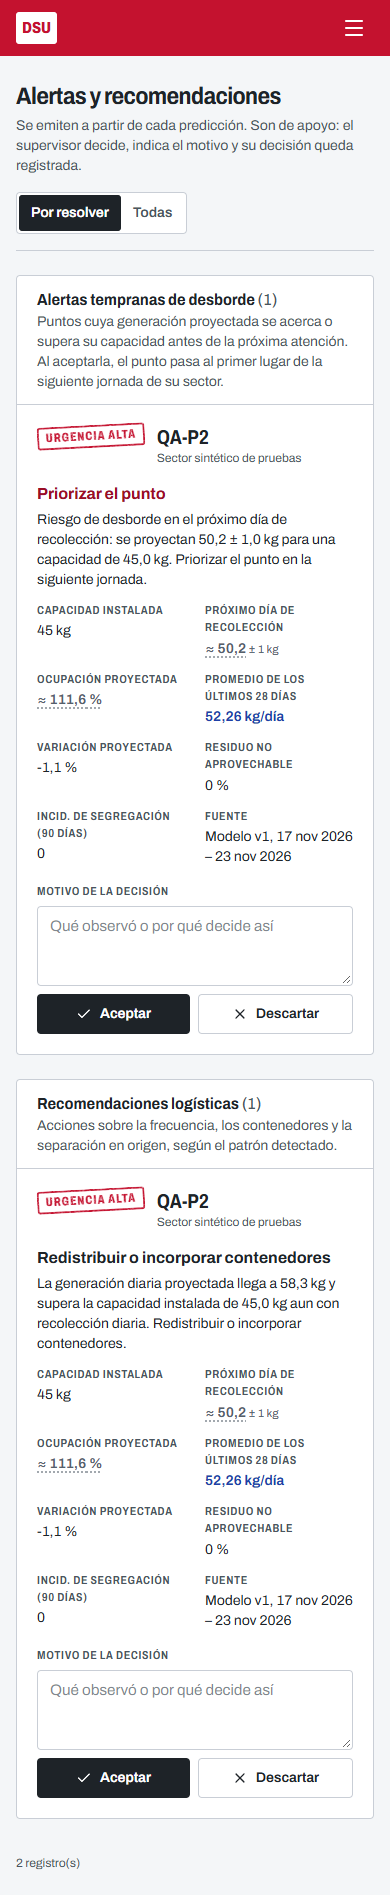 DSU
Alertas y recomendaciones
Se emiten a partir de cada predicción. Son de apoyo: el
supervisor decide, indica el motivo y su decisión queda
registrada.
Por resolver
Todas
Alertas tempranas de desborde (1)
Puntos cuya generación proyectada se acerca o
supera su capacidad antes de la próxima atención.
Al aceptarla, el punto pasa al primer lugar de la
siguiente jornada de su sector.
URGENCIA ALTA
QA-P2
Sector sintético de pruebas
Priorizar el punto
Riesgo de desborde en el próximo día de
recolección: se proyectan 50,2 ± 1,0 kg para una
capacidad de 45,0 kg. Priorizar el punto en la
siguiente jornada.
CAPACIDAD INSTALADA
45 kg
PRÓXIMO DÍA DE
RECOLECCIÓN
≈ 50,2 ± 1 kg
OCUPACIÓN PROYECTADA
≈ 111,6 %
PROMEDIO DE LOS
ÚLTIMOS 28 DÍAS
52,26 kg/día
VARIACIÓN PROYECTADA
-1,1 %
RESIDUO NO
APROVECHABLE
0 %
INCID. DE SEGREGACIÓN
(90 DÍAS)
0
FUENTE
Modelo v1, 17 nov 2026
– 23 nov 2026
MOTIVO DE LA DECISIÓN
Qué observó o por qué decide así
Aceptar
Descartar
Recomendaciones logísticas (1)
Acciones sobre la frecuencia, los contenedores y la
separación en origen, según el patrón detectado.
URGENCIA ALTA
QA-P2
Sector sintético de pruebas
Redistribuir o incorporar contenedores
La generación diaria proyectada llega a 58,3 kg y
supera la capacidad instalada de 45,0 kg aun con
recolección diaria. Redistribuir o incorporar
contenedores.
CAPACIDAD INSTALADA
45 kg
PRÓXIMO DÍA DE
RECOLECCIÓN
≈ 50,2 ± 1 kg
OCUPACIÓN PROYECTADA
≈ 111,6 %
PROMEDIO DE LOS
ÚLTIMOS 28 DÍAS
52,26 kg/día
VARIACIÓN PROYECTADA
-1,1 %
RESIDUO NO
APROVECHABLE
0 %
INCID. DE SEGREGACIÓN
(90 DÍAS)
0
FUENTE
Modelo v1, 17 nov 2026
– 23 nov 2026
MOTIVO DE LA DECISIÓN
Qué observó o por qué decide así
Aceptar
Descartar
2 registro(s)